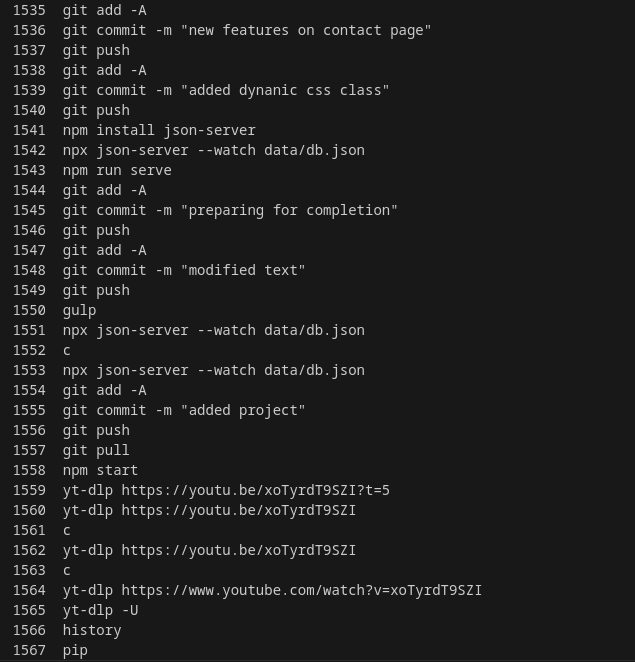 1535 git add -A
1536 git commit -m "new features on contact page"
1537 git push
1538 git add -A
1539 git commit -m "added dynanic css class"
1540 git push
1541 npm install json-server
1542 npx json-server --watch data/db.json
1543 npm run serve
1544 git add -A
1545 git commit -m "preparing for completion"
1546 git push
1547 git add -A
1548 git commit -m "modified text"
1549 git push
1550 gulp
1551 npx json-server --watch data/db.json
1552 c
1553 npx json-server --watch data/db.json
1554 git add -A
1555 git commit -m "added project"
1556 git push
1557 git pull
1558 npm start
1559 yt-dlp https://youtu.be/xoTyrdT9SZI?t=5
1560 yt-dlp https://youtu.be/xoTyrdT9SZI
1561 c
1562 yt-dlp https://youtu.be/xoTyrdT9SZI
1563 c
1564 yt-dlp https://www.youtube.com/watch?v=xoTyrdT9SZI
1565 yt-dlp -U
1566 history
1567 pip